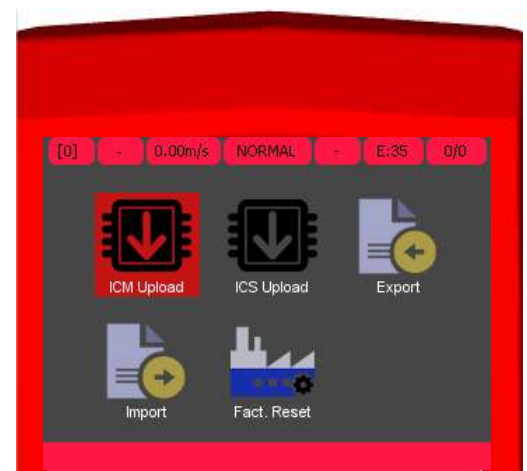 [0] - 0.00m/s NORMAL - E:35 0/0
ICM Upload ICS Upload Export
Import Fact. Reset